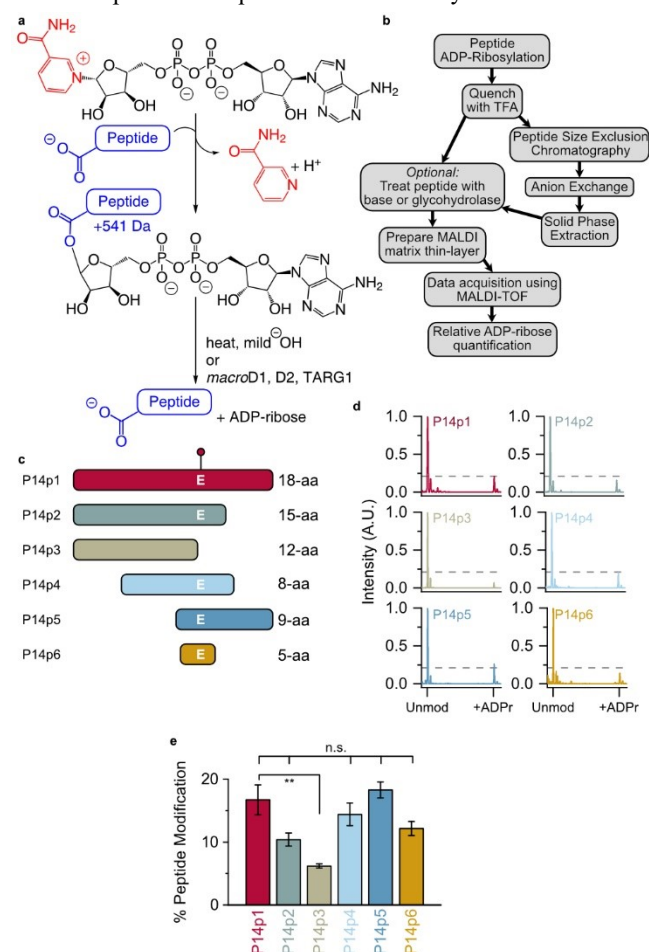 a
NH₂
O
N
⊕
O
O
O
P
O
P
O
O
⊖
⊖
OH
HO
OH
HO
N
N
N
N
NH₂
⊖
O
O
Peptide
NH₂
O
N
+ H⁺
Peptide
+541 Da
O
O
O
O
P
O
P
O
O
O
⊖
⊖
HO
OH
HO
OH
N
N
N
N
NH₂
heat, mild ⊖OH
or
macroD1, D2, TARG1
⊖
O
O
Peptide
+ ADP-ribose
b
Peptide
ADP-Ribosylation
Quench
with TFA
Peptide Size Exclusion
Chromatography
Optional:
Treat peptide with
base or glycohydrolase
Anion Exchange
Solid Phase
Extraction
Prepare MALDI
matrix thin-layer
Data acquisition using
MALDI-TOF
Relative ADP-ribose
quantification
c
P14p1 E 18-aa
P14p2 E 15-aa
P14p3 12-aa
P14p4 E 8-aa
P14p5 E 9-aa
P14p6 E 5-aa
d
Intensity (A.U.)
1.0 P14p1 1.0 P14p2
0.5 0.5
0.0 0.0
1.0 P14p3 1.0 P14p4
0.5 0.5
0.0 0.0
1.0 P14p5 1.0 P14p6
0.5 0.5
0.0 0.0
Unmod +ADPr Unmod +ADPr
e
n.s.
**
% Peptide Modification
20
10
0
P14p1 P14p2 P14p3 P14p4 P14p5 P14p6